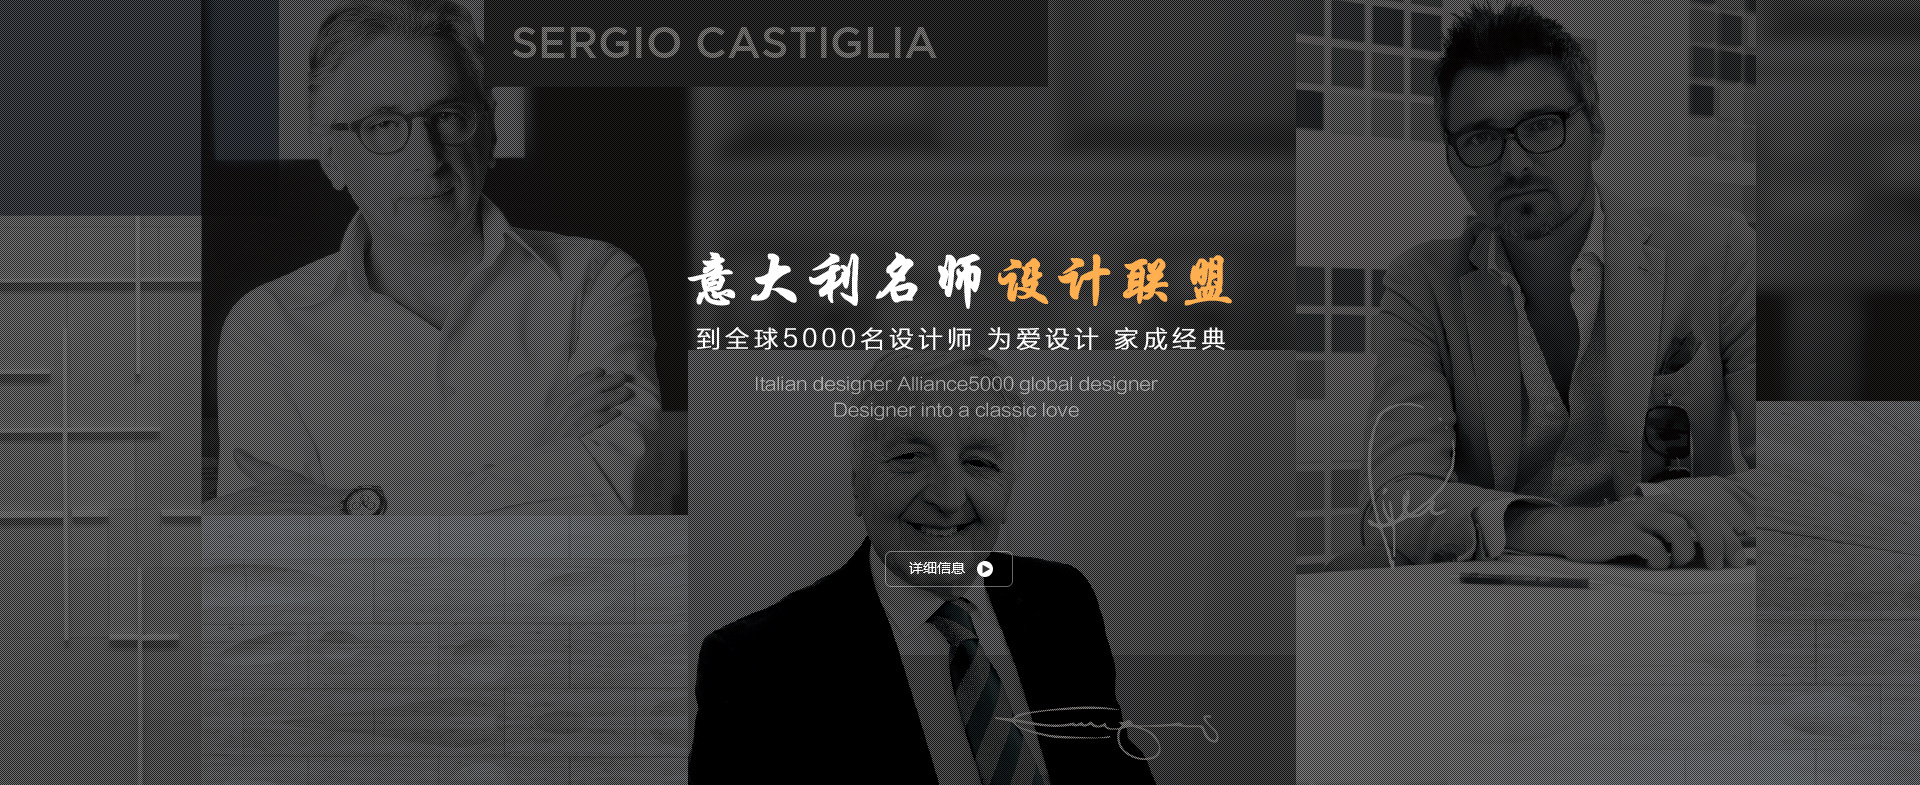 SERGIO CASTIGLIA
意大利名师设计联盟
到全球5000名设计师 为爱设计 家成经典
Italian designer Alliance5000 global designer
Designer into a classic love
详细信息